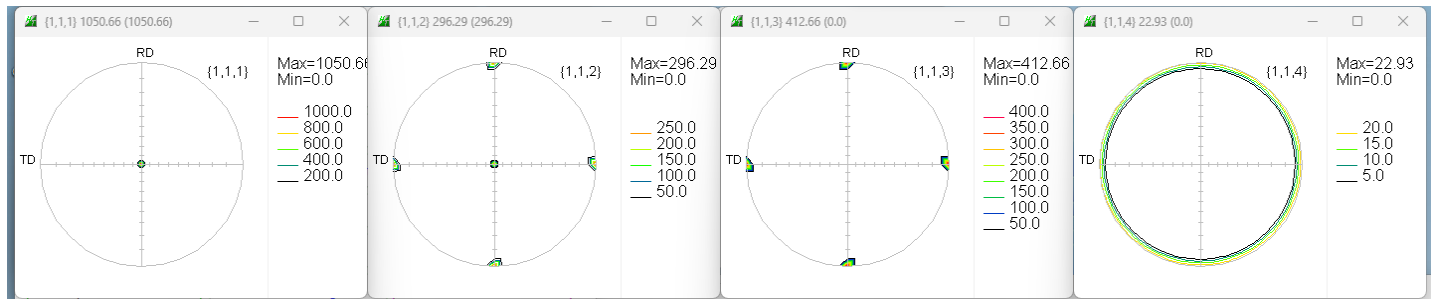 {1,1,1} 1050.66 (1050.66)
RD
{1,1,1}
TD
Max=1050.66
Min=0.0
1000.0
800.0
600.0
400.0
200.0
{1,1,2} 296.29 (296.29)
RD
{1,1,2}
TD
Max=296.29
Min=0.0
250.0
200.0
150.0
100.0
50.0
{1,1,3} 412.66 (0.0)
RD
{1,1,3}
TD
Max=412.66
Min=0.0
400.0
350.0
300.0
250.0
200.0
150.0
100.0
50.0
{1,1,4} 22.93 (0.0)
RD
{1,1,4}
TD
Max=22.93
Min=0.0
20.0
15.0
10.0
5.0